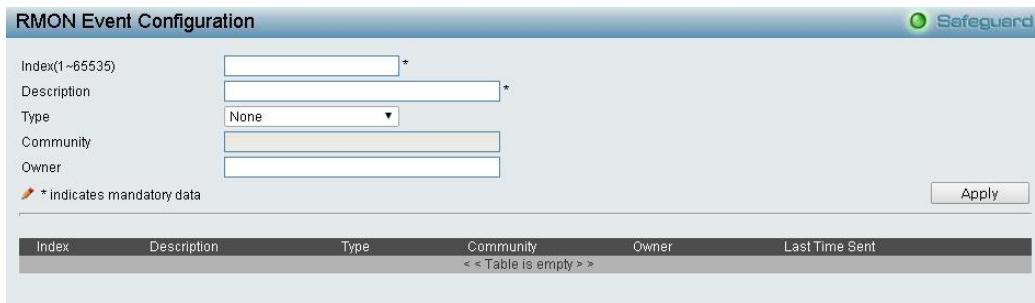 RMON Event Configuration Safeguard
Index(1~65535) *
Description *
Type None
Community
Owner
* indicates mandatory data Apply
Index Description Type Community Owner Last Time Sent
< < Table is empty > >